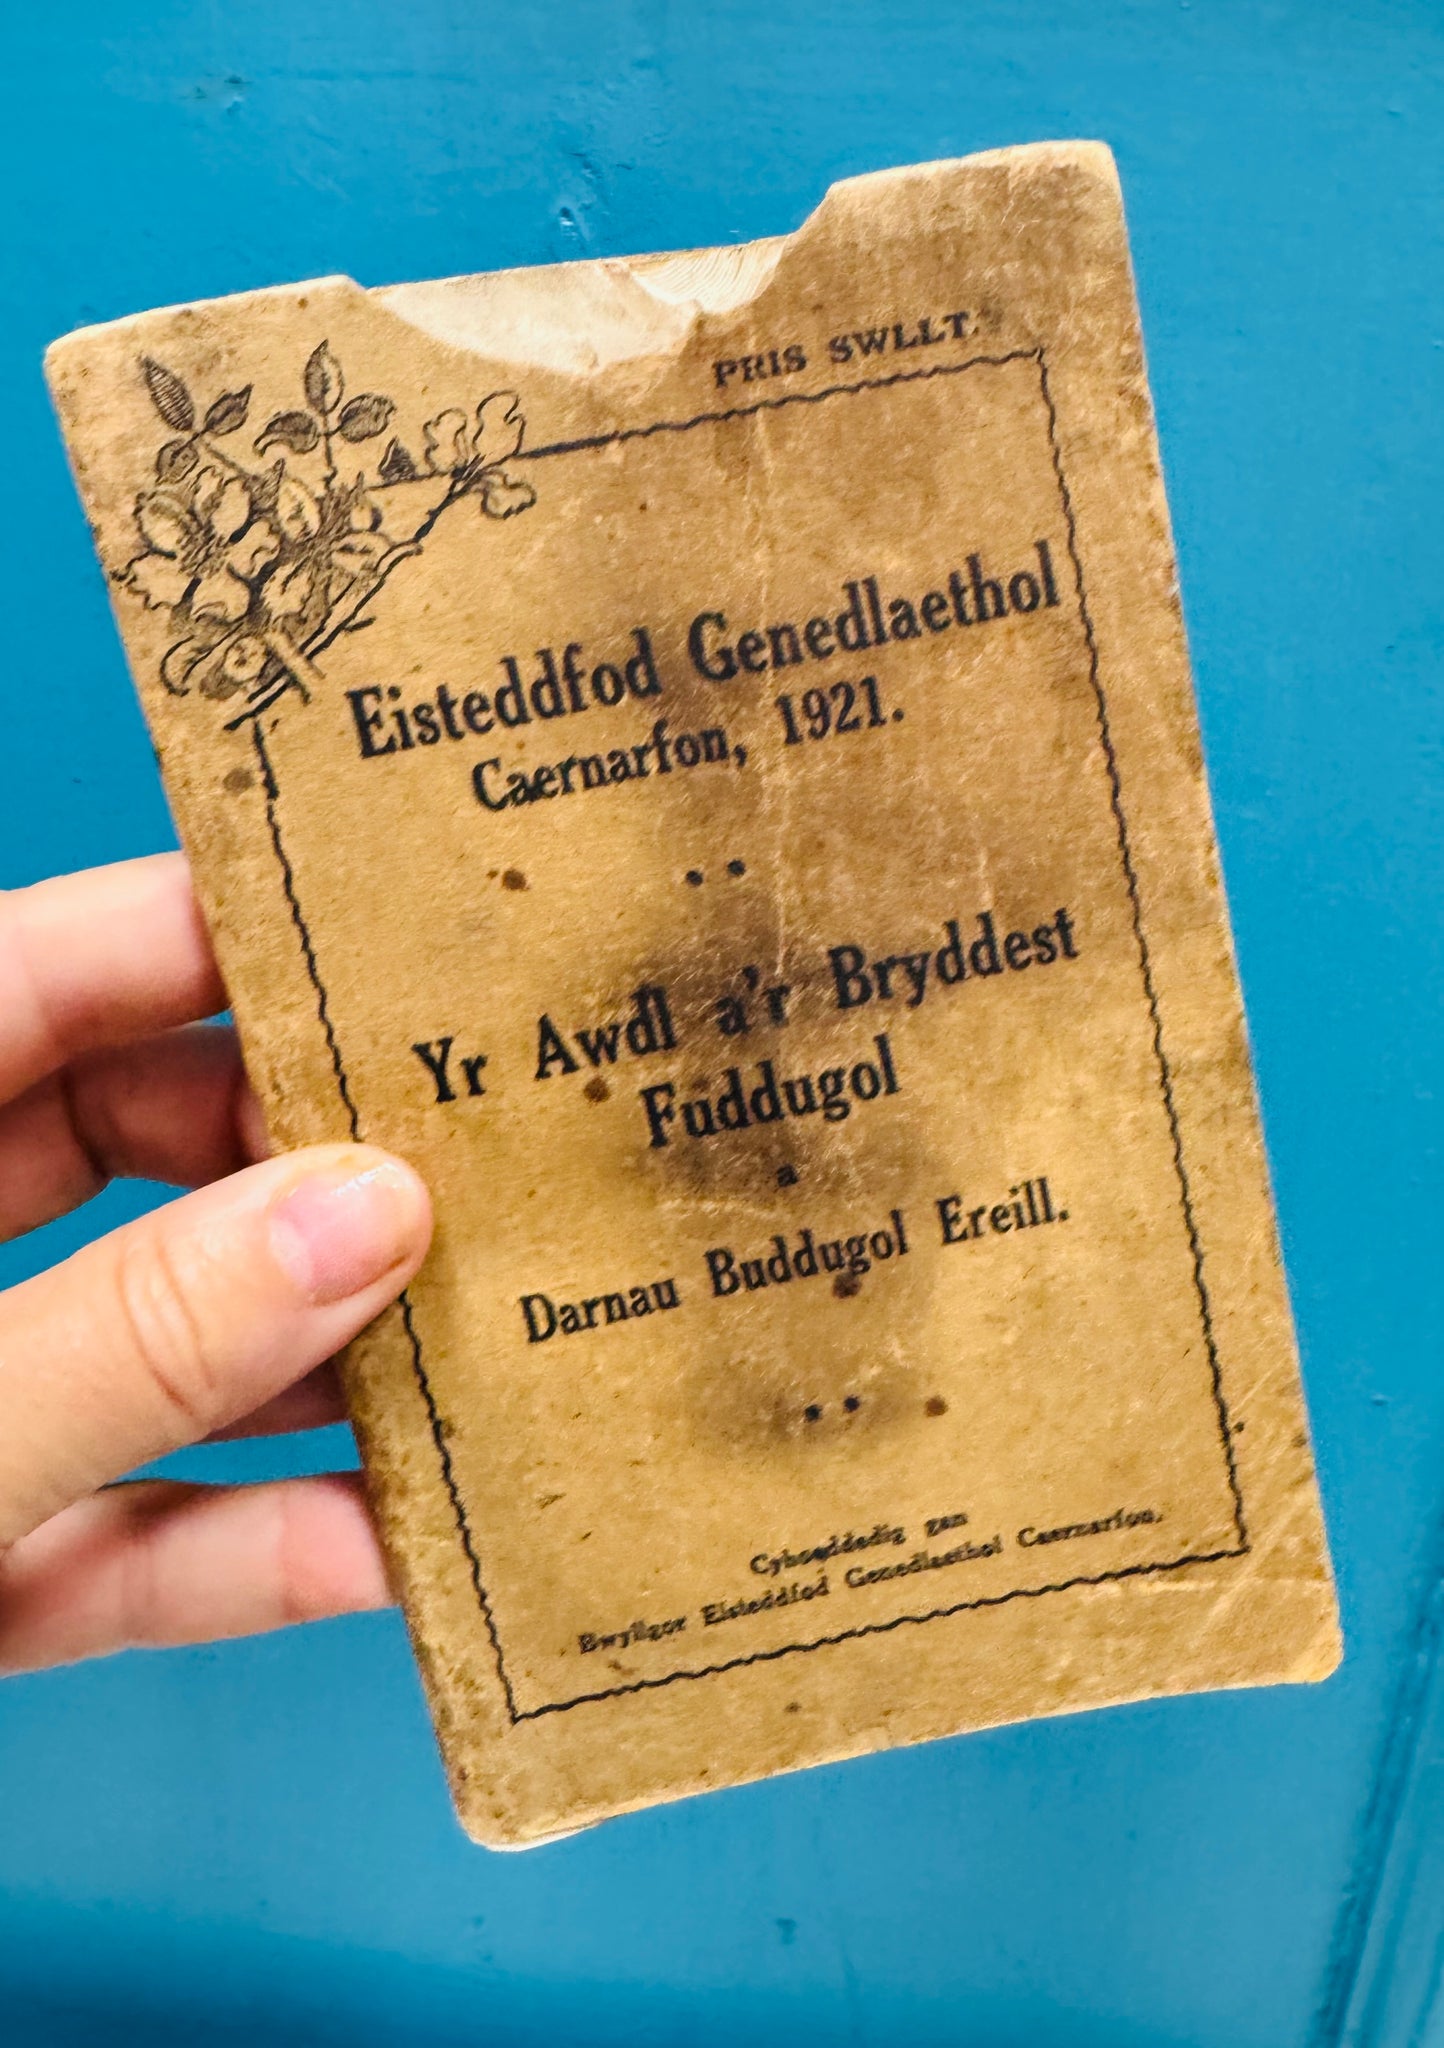 PRIS SWLLT.
Eisteddfod Genedlaethol
Caernarfon, 1921.
Yr Awdl a'r Bryddest
Fuddugol
a
Darnau Buddugol Ereill.
Cyhoeddedig gan
Bwyllgor Eisteddfod Genedlaethol Caernarfon.